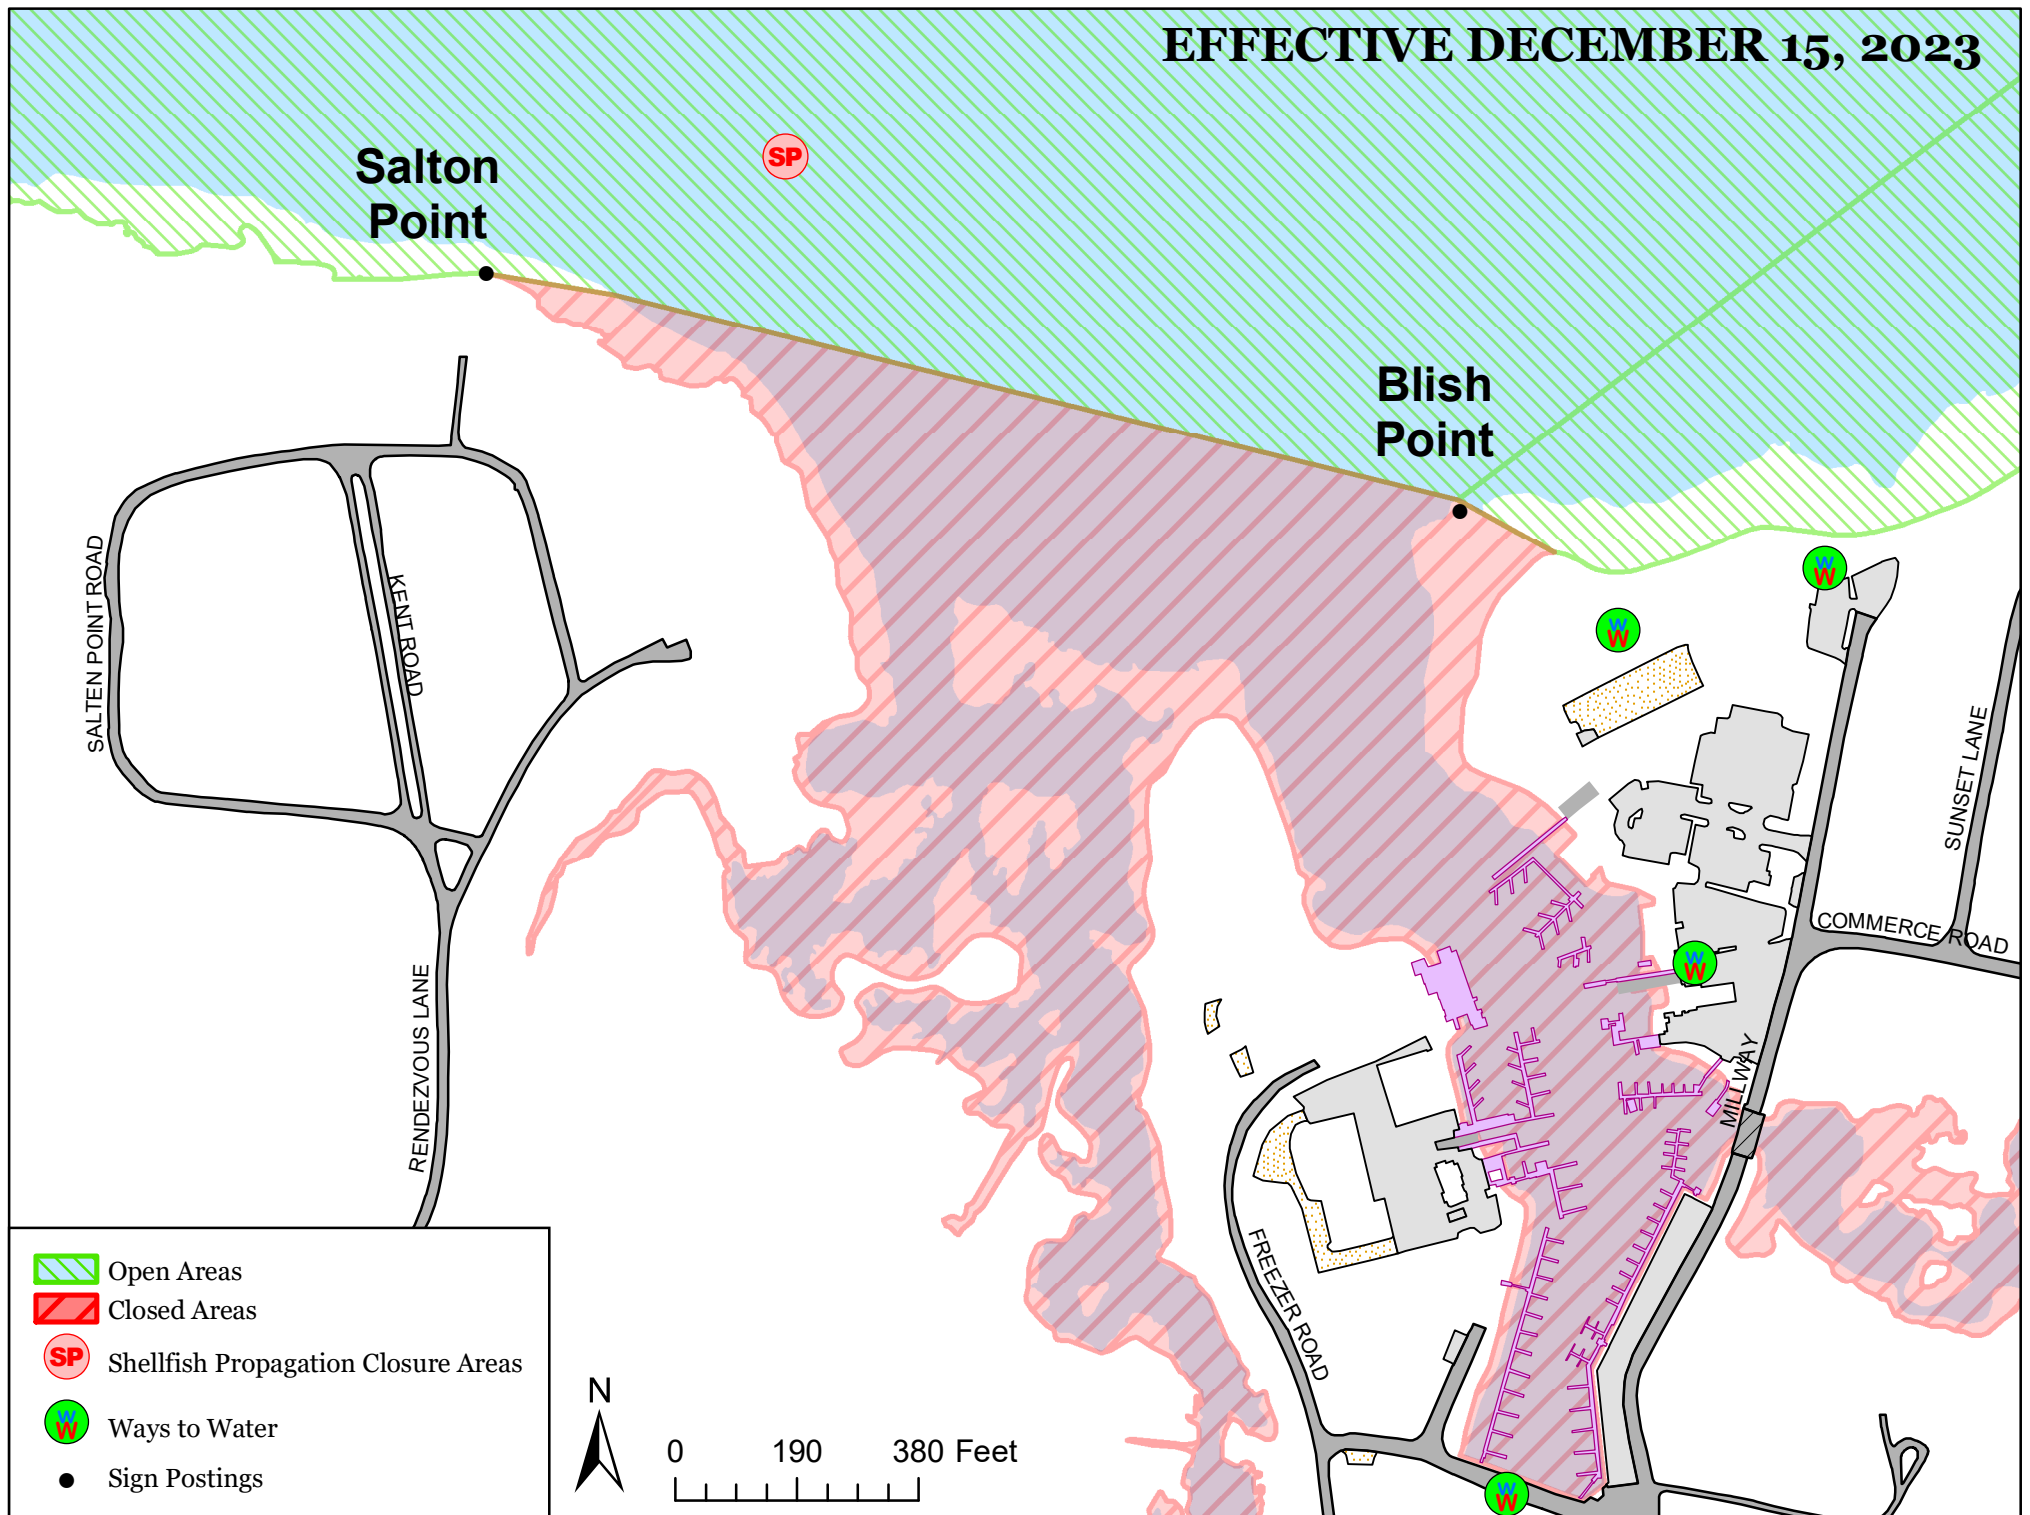 EFFECTIVE DECEMBER 15, 2023
SP
Salton
Point
Blish
Point
W
W
W
W
SALTEN POINT ROAD
KENT ROAD
SUNSET LANE
COMMERCE ROAD
W
W
RENDEZVOUS LANE
MILLWAY
FREEZER ROAD
Open Areas
Closed Areas
SP Shellfish Propagation Closure Areas
W
W
Ways to Water
Sign Postings
N
0 190 380 Feet
W
W